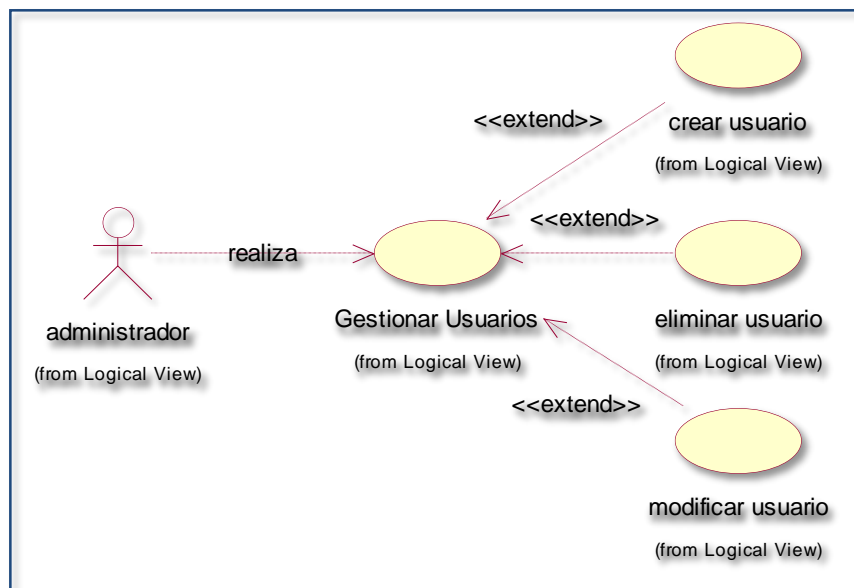 <<extend>>
crear usuario
(from Logical View)
<<extend>>
realiza
administrador
(from Logical View)
Gestionar Usuarios
(from Logical View)
eliminar usuario
(from Logical View)
<<extend>>
modificar usuario
(from Logical View)